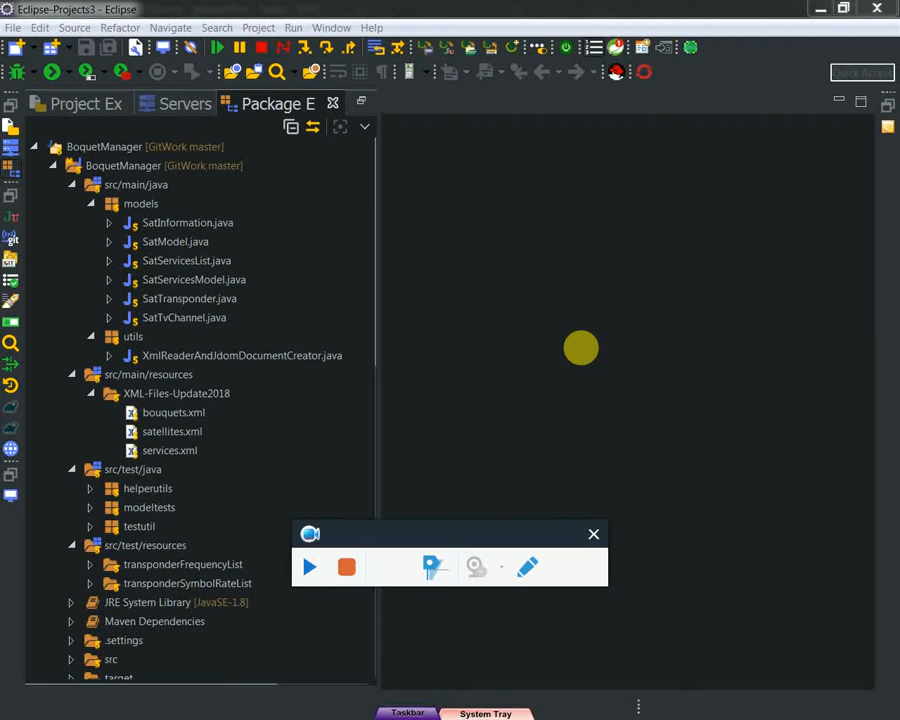 Eclipse-Projects3 - Eclipse
File Edit Source Refactor Navigate Search Project Run Window Help
Quick Access
Project Ex Servers Package E
BoquetManager [GitWork master]
BoquetManager [GitWork master]
src/main/java
models
SatInformation.java
SatModel.java
SatServicesList.java
SatServicesModel.java
SatTransponder.java
SatTvChannel.java
utils
XmlReaderAndJdomDocumentCreator.java
src/main/resources
XML-Files-Update2018
bouquets.xml
satellites.xml
services.xml
src/test/java
helperutils
modeltests
testutil
src/test/resources
transponderFrequencyList
transponderSymbolRateList
JRE System Library [JavaSE-1.8]
Maven Dependencies
.settings
src
target
Taskbar System Tray